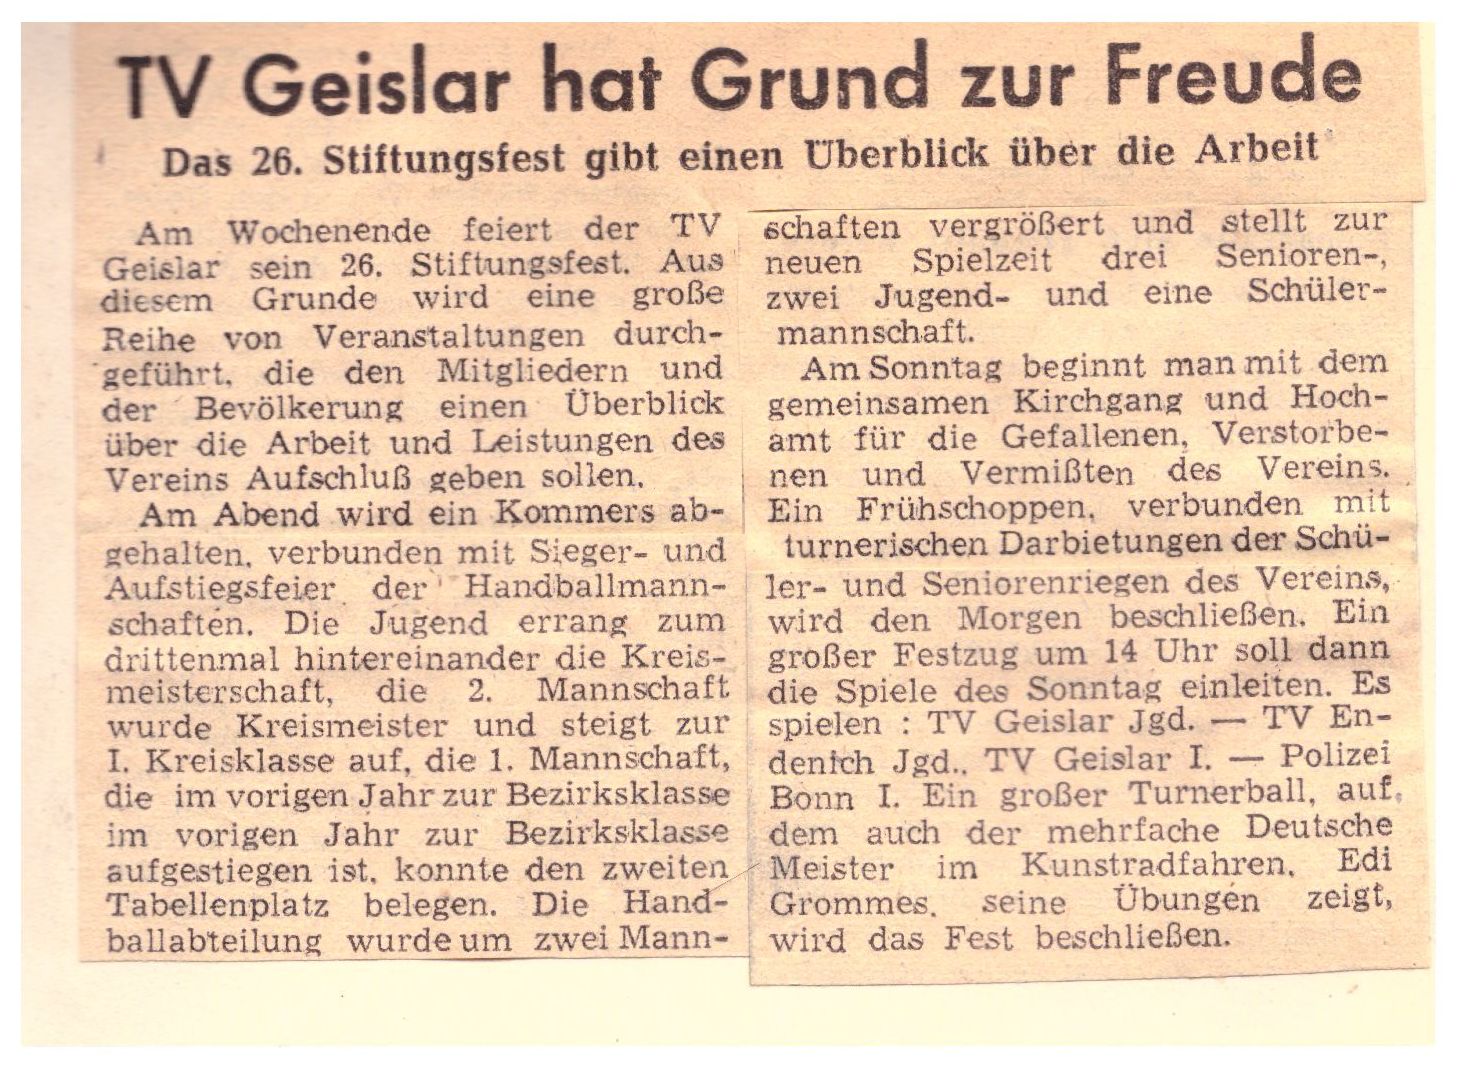 TV Geislar hat Grund zur Freude
Das 26. Stiftungsfest gibt einen Überblick über die Arbeit
Am Wochenende feiert der TV
Geislar sein 26. Stiftungsfest. Aus
diesem Grunde wird eine große
Reihe von Veranstaltungen durch-
geführt, die den Mitgliedern und
der Bevölkerung einen Überblick
über die Arbeit und Leistungen des
Vereins Aufschluß geben sollen.
Am Abend wird ein Kommers ab-
gehalten, verbunden mit Sieger- und
Aufstiegsfeier der Handballmann-
schaften. Die Jugend errang zum
drittenmal hintereinander die Kreis-
meisterschaft, die 2. Mannschaft
wurde Kreismeister und steigt zur
I. Kreisklasse auf, die 1. Mannschaft,
die im vorigen Jahr zur Bezirksklasse
im vorigen Jahr zur Bezirksklasse
aufgestiegen ist, konnte den zweiten
Tabellenplatz belegen. Die Hand-
ballabteilung wurde um zwei Mann-
schaften vergrößert und stellt zur
neuen Spielzeit drei Senioren-,
zwei Jugend- und eine Schüler-
mannschaft.
Am Sonntag beginnt man mit dem
gemeinsamen Kirchgang und Hoch-
amt für die Gefallenen, Verstorbe-
nen und Vermißten des Vereins.
Ein Frühschoppen, verbunden mit
turnerischen Darbietungen der Schü-
ler- und Seniorenriegen des Vereins,
wird den Morgen beschließen. Ein
großer Festzug um 14 Uhr soll dann
die Spiele des Sonntag einleiten. Es
spielen : TV Geislar Jgd. — TV En-
denich Jgd., TV Geislar I. — Polizei
Bonn I. Ein großer Turnerball, auf
dem auch der mehrfache Deutsche
Meister im Kunstradfahren, Edi
Grommes, seine Übungen zeigt,
wird das Fest beschließen.